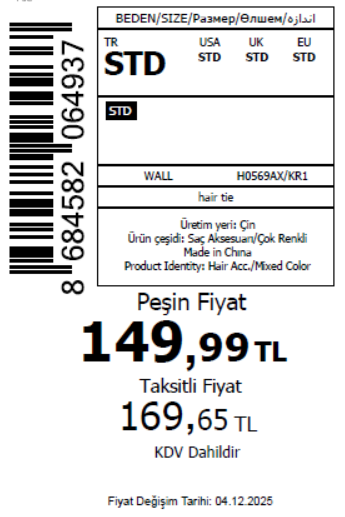 BEDEN/SIZE/Размер/Өлшем/اندازه
TR USA UK EU
STD STD STD STD
STD
WALL H0569AX/KR1
hair tie
Üretim yeri: Çin
Ürün çeşidi: Saç Aksesuarı/Çok Renkli
Made in China
Product Identity: Hair Acc./Mixed Color
8 684582 064937
Peşin Fiyat
149,99 TL
Taksitli Fiyat
169,65 TL
KDV Dahildir
Fiyat Değişim Tarihi: 04.12.2025